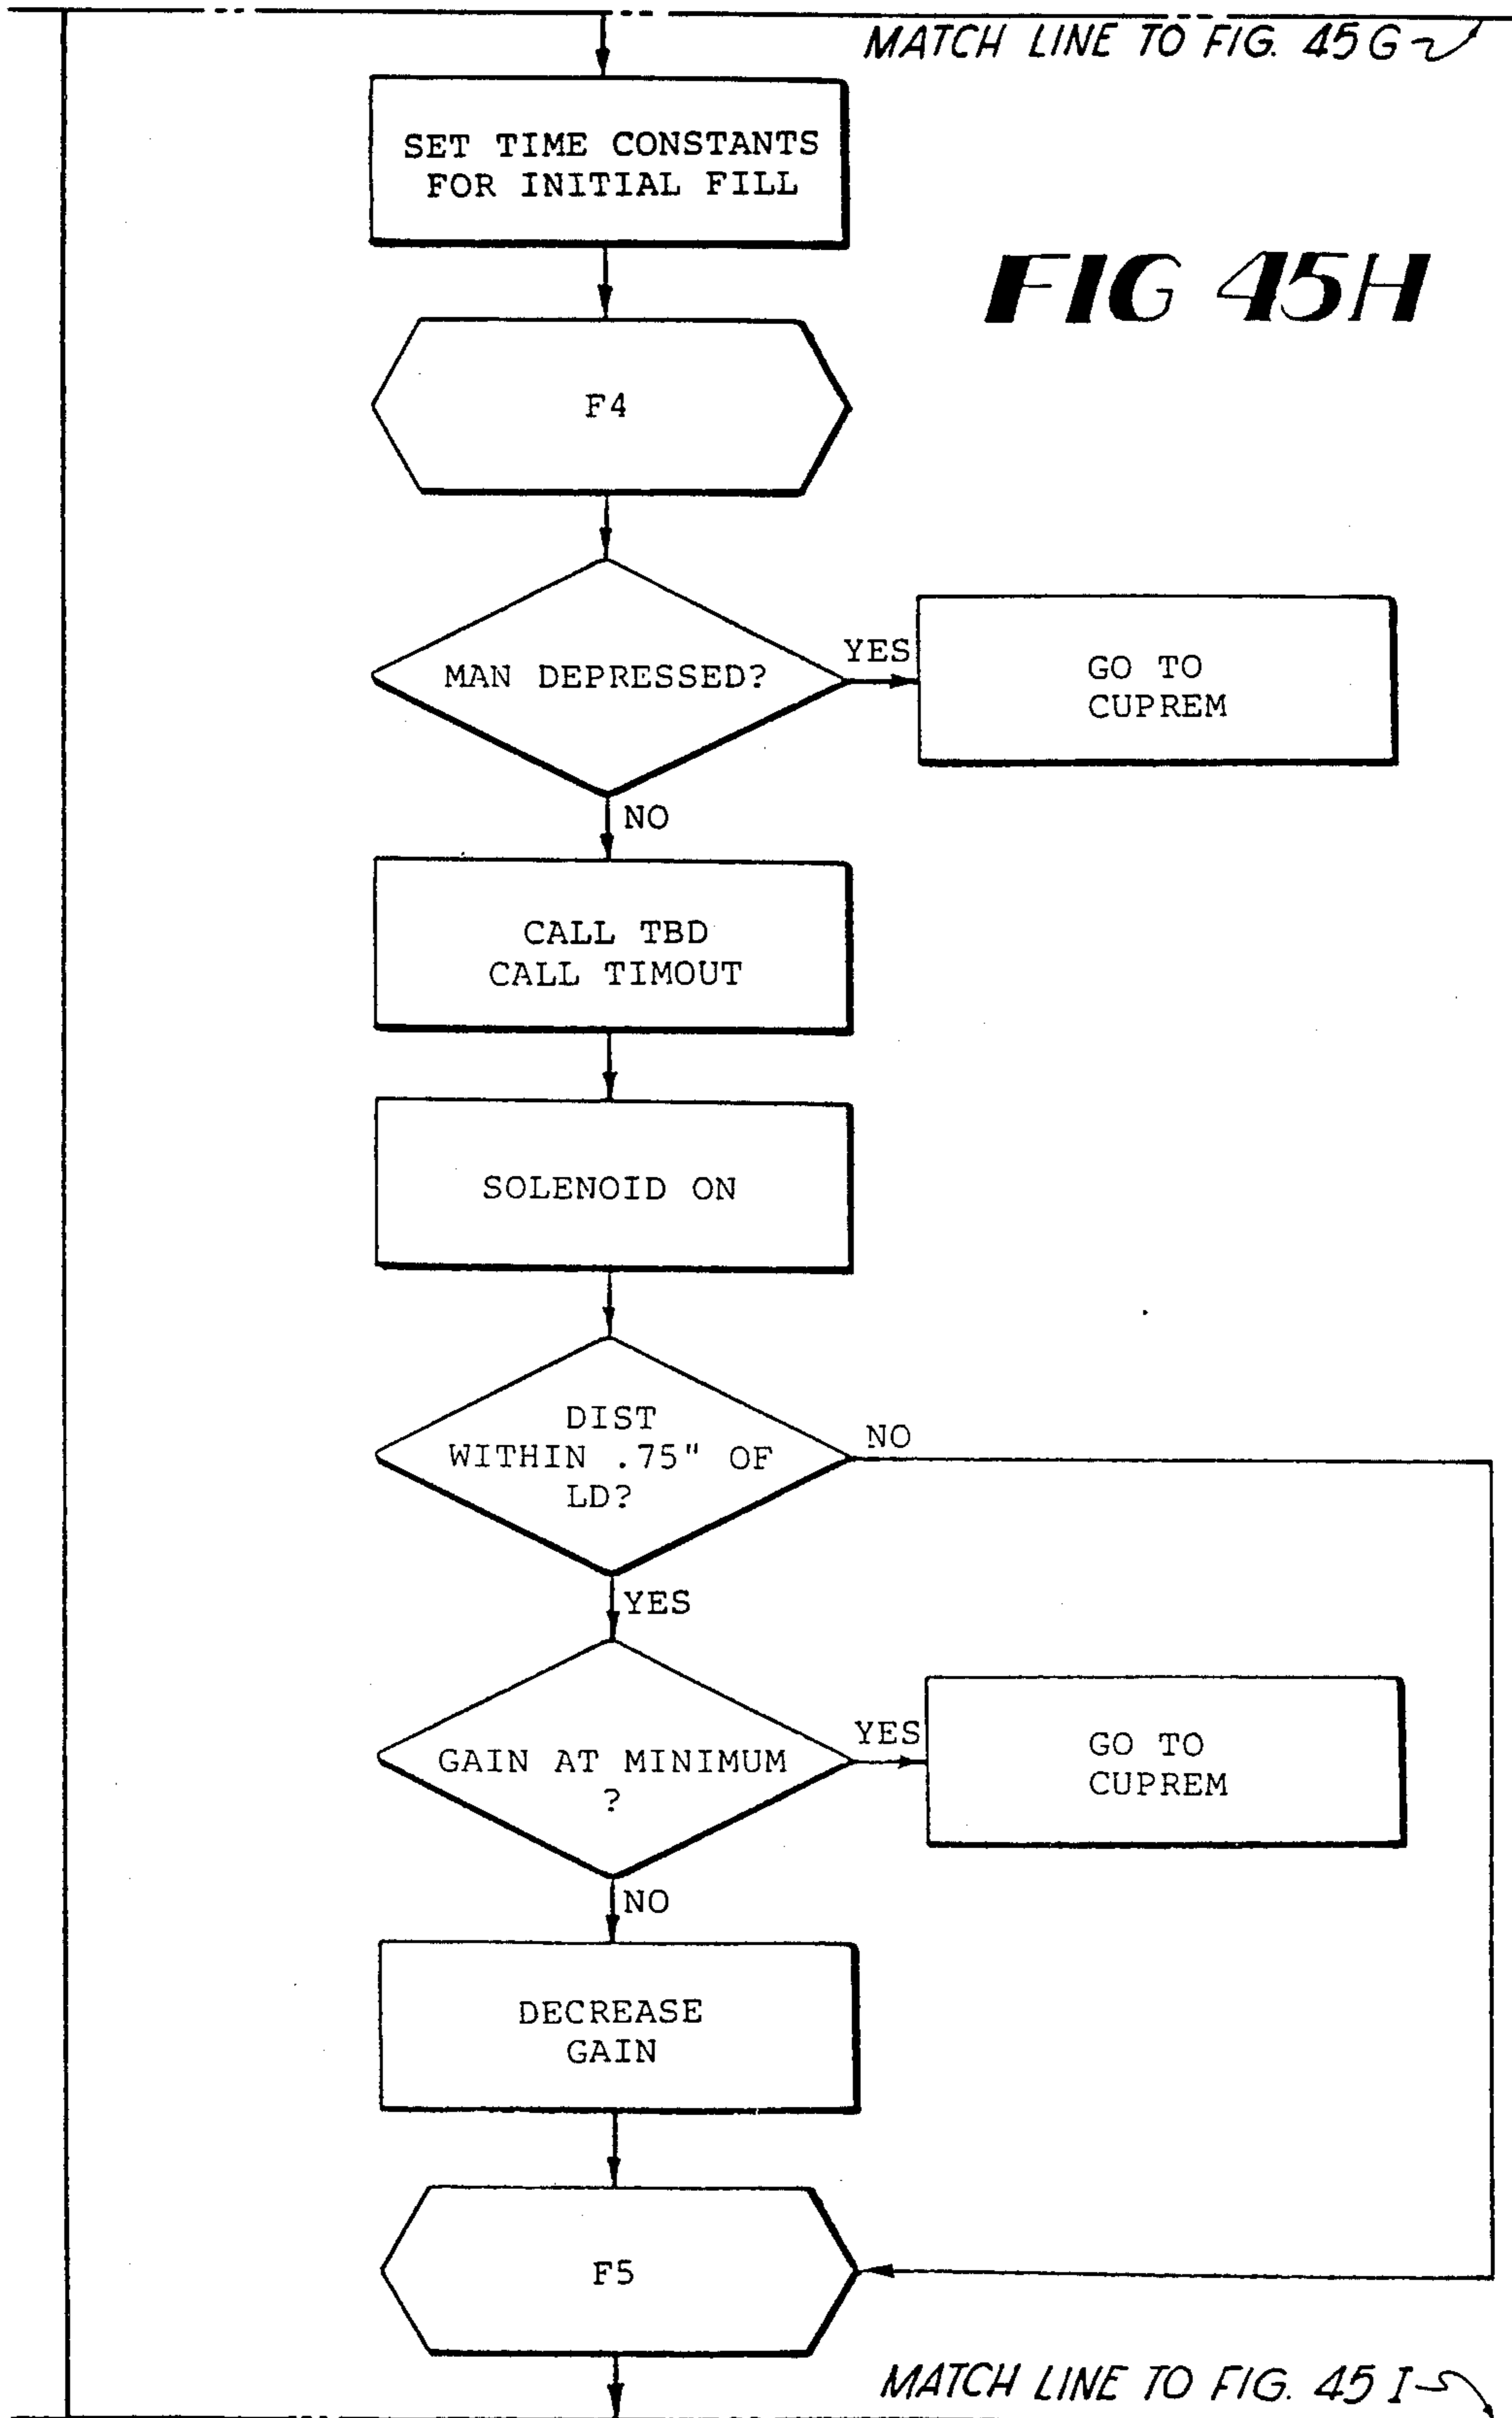 MATCH LINE TO FIG. 45G
SET TIME CONSTANTS
FOR INITIAL FILL
FIG 45H
F4
MAN DEPRESSED?
YES
GO TO
CUPREM
NO
CALL TBD
CALL TIMOUT
SOLENOID ON
DIST
WITHIN .75" OF
LD?
NO
YES
GAIN AT MINIMUM
?
YES
GO TO
CUPREM
NO
DECREASE
GAIN
F5
MATCH LINE TO FIG. 45 I